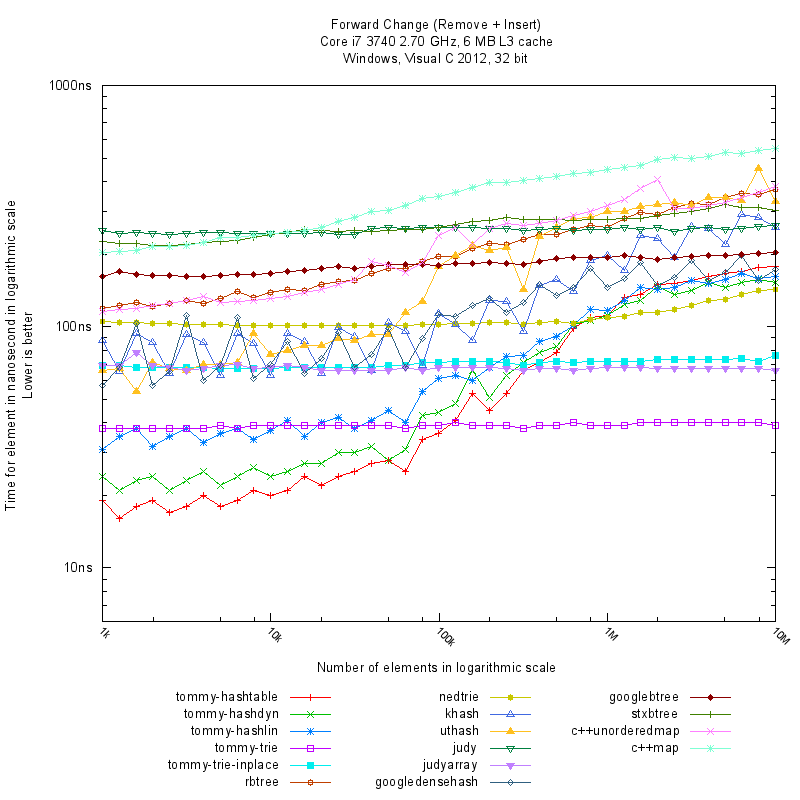 Forward Change (Remove + Insert)
Core i7 3740 2.70 GHz, 6 MB L3 cache
Windows, Visual C 2012, 32 bit
Time for element in nanosecond in logarithmic scale
Lower is better
1000ns
100ns
10ns
1k
10k
100k
1M
10M
Number of elements in logarithmic scale
tommy-hashtable
tommy-hashdyn
tommy-hashlin
tommy-trie
tommy-trie-inplace
rbtree
nedtrie
khash
uthash
judy
judyarray
googledensehash
googlebtree
stxbtree
c++unorderedmap
c++map